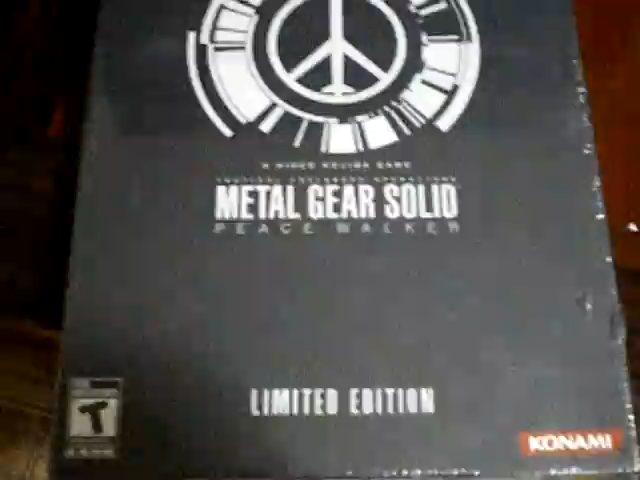 A HIDEO KOJIMA GAME
TACTICAL ESPIONAGE OPERATIONS
METAL GEAR SOLID
PEACE WALKER
LIMITED EDITION
T
KONAMI